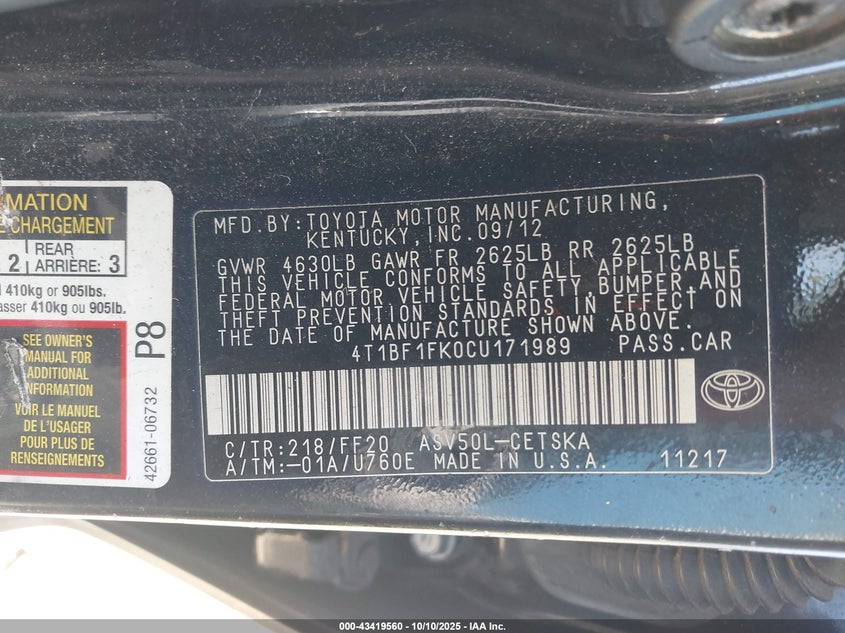 MATION
CHARGEMENT
2
REAR
ARRIÈRE: 3
410kg or 905lbs.
asser 410kg ou 905lb.
SEE OWNER'S
MANUAL FOR
ADDITIONAL
INFORMATION
VOIR LE MANUEL
DE L'USAGER
POUR PLUS DE
RENSEIGNEMENTS
P8
42661-06732
MFD.BY:TOYOTA MOTOR MANUFACTURING,
KENTUCKY,INC.09/12
GVWR 4630LB GAWR FR 2625LB RR 2625LB
THIS VEHICLE CONFORMS TO ALL APPLICABLE
FEDERAL MOTOR VEHICLE SAFETY BUMPER,AND
THEFT PREVENTION STANDARDS IN EFFECT ON
THE DATE OF MANUFACTURE SHOWN ABOVE.
4T1BF1FK0CU171989 PASS.CAR
C/TR:218/FF20 ASV50L-CETSKA
A/TM:-01A/U760E MADE IN U.S.A. 11217
000-43419560 - 10/10/2025 - IAA Inc.